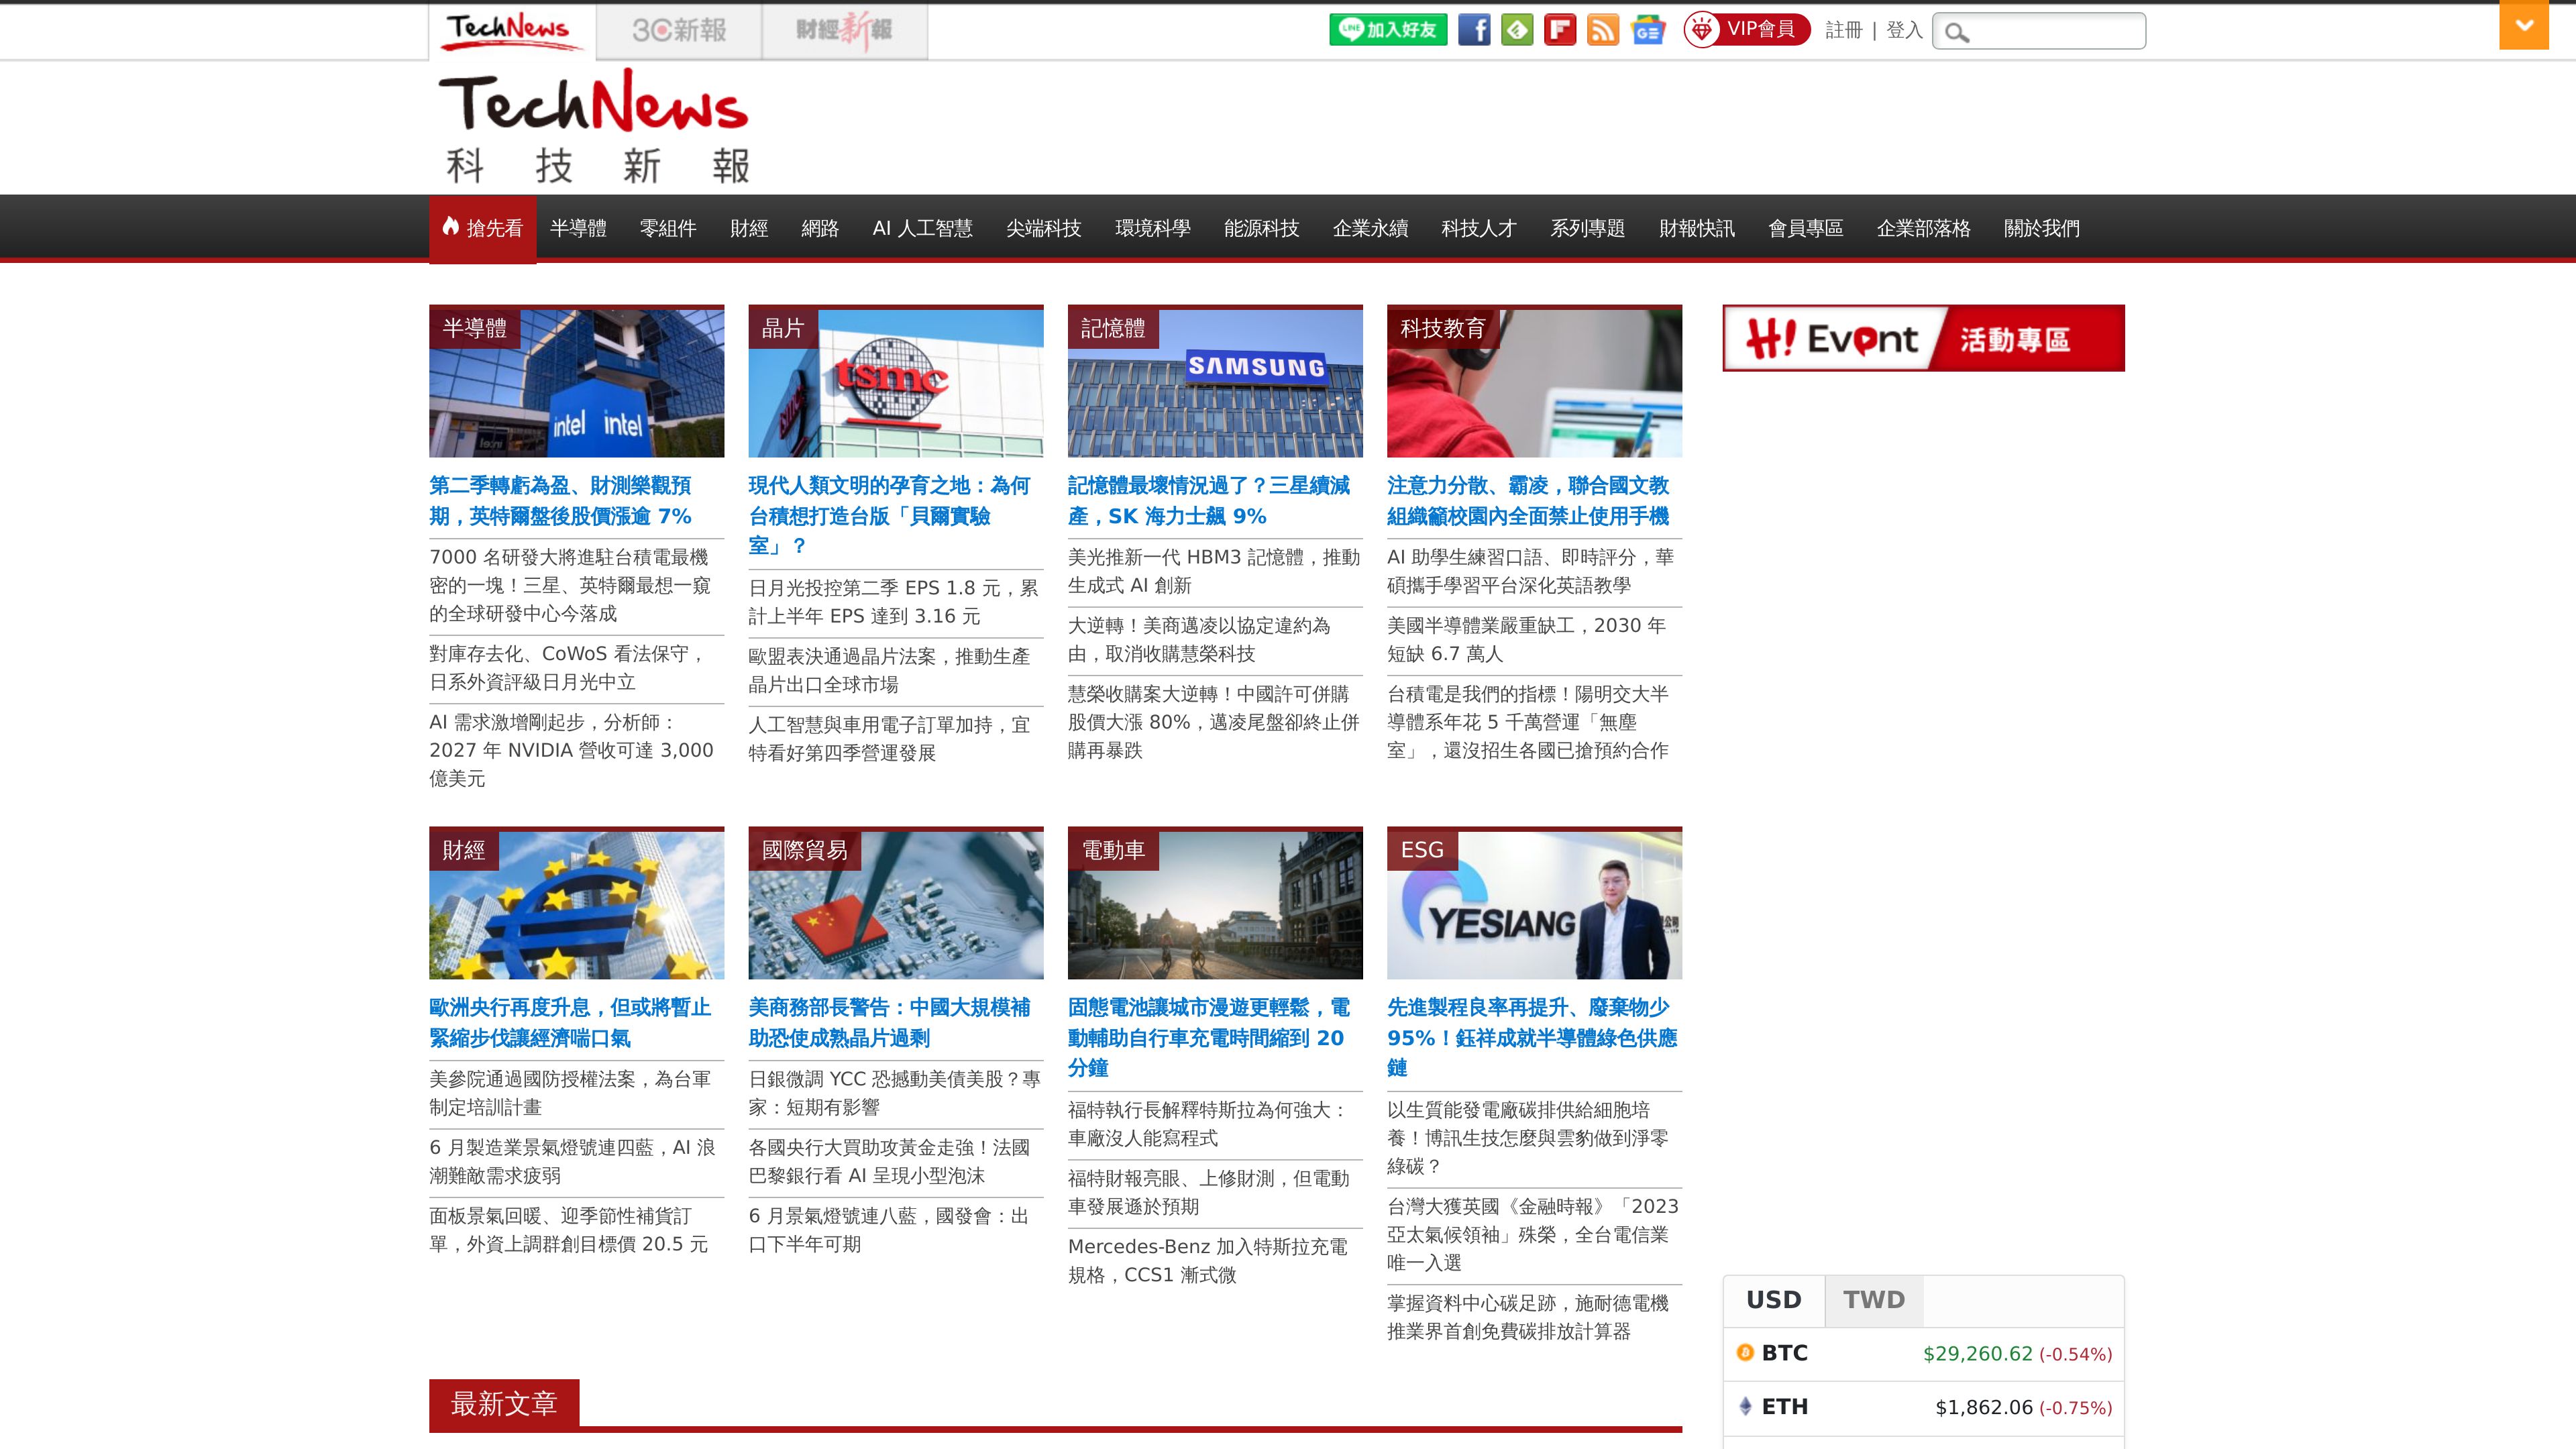 TechNews
3C新報
財經新報
LINE 加入好友
VIP會員
註冊 | 登入
TechNews
科技新報
搶先看
半導體
零組件
財經
網路
AI 人工智慧
尖端科技
環境科學
能源科技
企業永續
科技人才
系列專題
財報快訊
會員專區
企業部落格
關於我們
半導體
intel intel
第二季轉虧為盈、財測樂觀預
期，英特爾盤後股價漲逾 7%
7000 名研發大將進駐台積電最機
密的一塊！三星、英特爾最想一窺
的全球研發中心今落成
對庫存去化、CoWoS 看法保守，
日系外資評級日月光中立
AI 需求激增剛起步，分析師：
2027 年 NVIDIA 營收可達 3,000
億美元
晶片
tsmc
現代人類文明的孕育之地：為何
台積想打造台版「貝爾實驗
室」？
日月光投控第二季 EPS 1.8 元，累
計上半年 EPS 達到 3.16 元
歐盟表決通過晶片法案，推動生產
晶片出口全球市場
人工智慧與車用電子訂單加持，宜
特看好第四季營運發展
記憶體
SAMSUNG
記憶體最壞情況過了？三星續減
產，SK 海力士飆 9%
美光推新一代 HBM3 記憶體，推動
生成式 AI 創新
大逆轉！美商邁凌以協定違約為
由，取消收購慧榮科技
慧榮收購案大逆轉！中國許可併購
股價大漲 80%，邁凌尾盤卻終止併
購再暴跌
科技教育
注意力分散、霸凌，聯合國文教
組織籲校園內全面禁止使用手機
AI 助學生練習口語、即時評分，華
碩攜手學習平台深化英語教學
美國半導體業嚴重缺工，2030 年
短缺 6.7 萬人
台積電是我們的指標！陽明交大半
導體系年花 5 千萬營運「無塵
室」，還沒招生各國已搶預約合作
H! Event 活動專區
財經
歐洲央行再度升息，但或將暫止
緊縮步伐讓經濟喘口氣
美參院通過國防授權法案，為台軍
制定培訓計畫
6 月製造業景氣燈號連四藍，AI 浪
潮難敵需求疲弱
面板景氣回暖、迎季節性補貨訂
單，外資上調群創目標價 20.5 元
國際貿易
美商務部長警告：中國大規模補
助恐使成熟晶片過剩
日銀微調 YCC 恐撼動美債美股？專
家：短期有影響
各國央行大買助攻黃金走強！法國
巴黎銀行看 AI 呈現小型泡沫
6 月景氣燈號連八藍，國發會：出
口下半年可期
電動車
固態電池讓城市漫遊更輕鬆，電
動輔助自行車充電時間縮到 20
分鐘
福特執行長解釋特斯拉為何強大：
車廠沒人能寫程式
福特財報亮眼、上修財測，但電動
車發展遜於預期
Mercedes-Benz 加入特斯拉充電
規格，CCS1 漸式微
ESG
YESIANG
先進製程良率再提升、廢棄物少
95%！鈺祥成就半導體綠色供應
鏈
以生質能發電廠碳排供給細胞培
養！博訊生技怎麼與雲豹做到淨零
綠碳？
台灣大獲英國《金融時報》「2023
亞太氣候領袖」殊榮，全台電信業
唯一入選
掌握資料中心碳足跡，施耐德電機
推業界首創免費碳排放計算器
USD TWD
BTC $29,260.62 (-0.54%)
ETH $1,862.06 (-0.75%)
最新文章